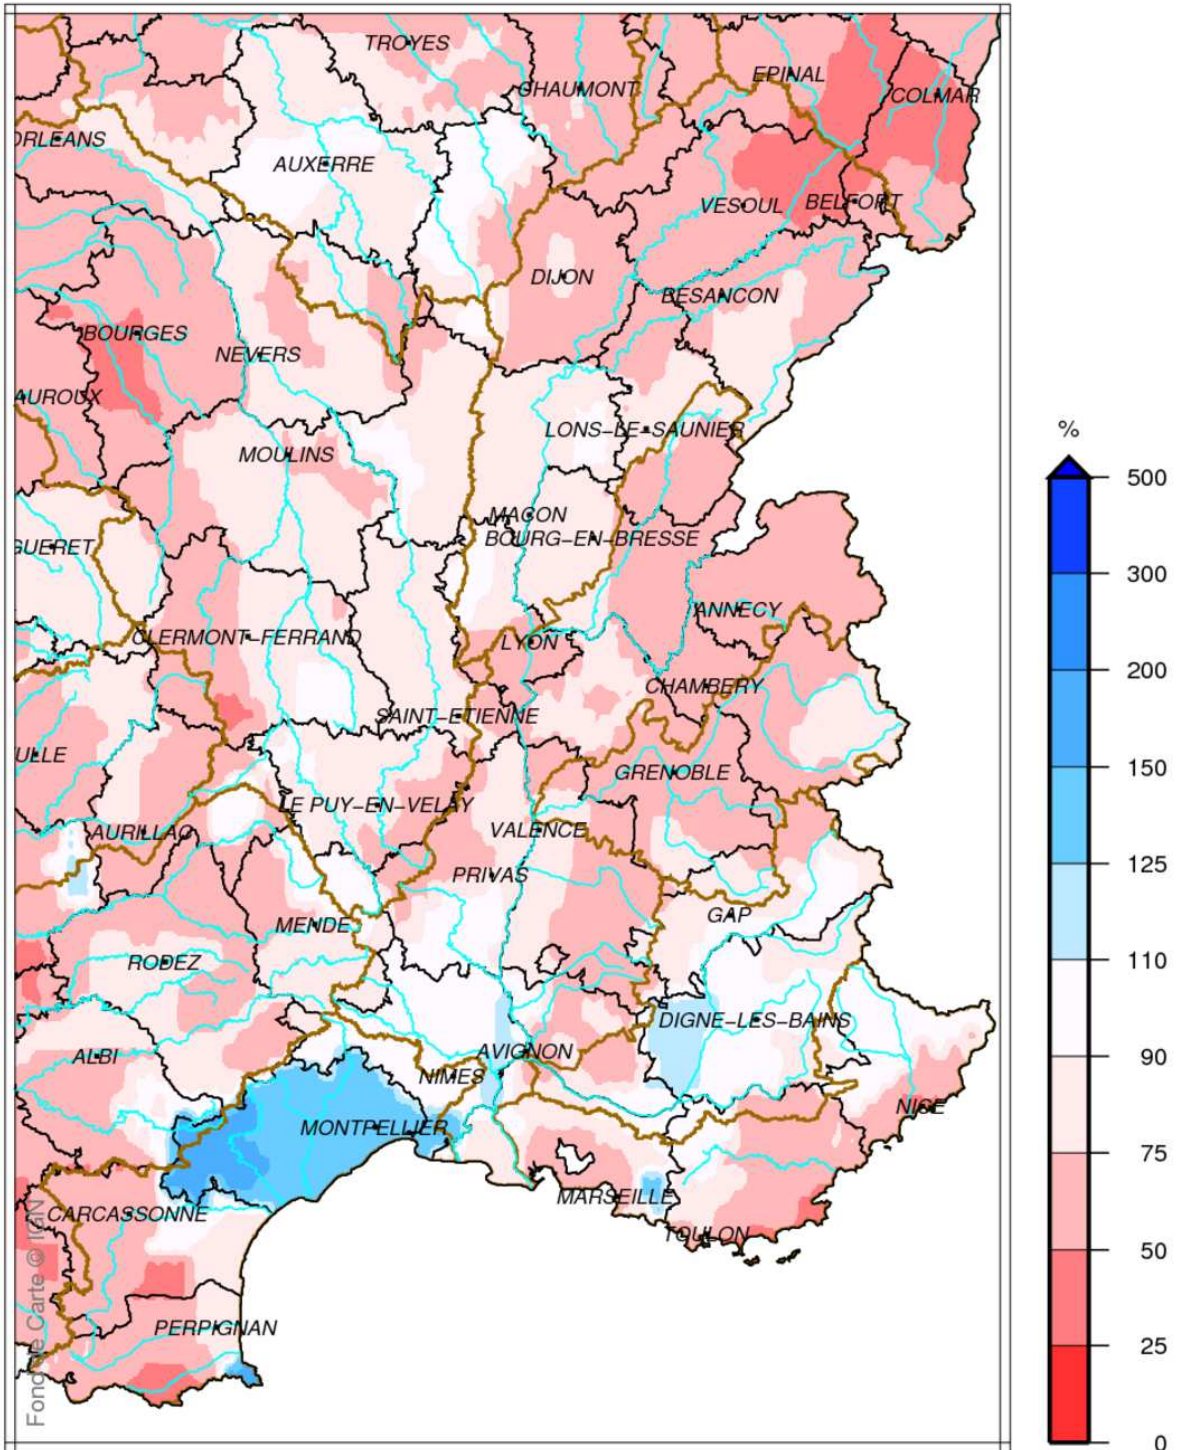 TROYES
EPINAL
CHAUMONT
COLMAR
ORLEANS
AUXERRE
VESOUL
BELFORT
DIJON
BESANCON
BOURGES
NEVERS
AUROUX
LONS-LE-SAUNIER
MOULINS
MACON
BOURG-EN-BRESSE
GUERET
ANNECY
CLERMONT-FERRAND
LYON
CHAMBERY
SAINT-ETIENNE
ULLE
GRENOBLE
LE PUY-EN-VELAY
AURILLAC
VALENCE
PRIVAS
GAP
MENDE
RODEZ
DIGNE-LES-BAINS
ALBI
AVIGNON
NIMES
NICE
MONTPELLIER
MARSEILLE
CARCASSONNE
TOULON
PERPIGNAN
Fond de Carte © IGN
%
500
300
200
150
125
110
90
75
50
25
0